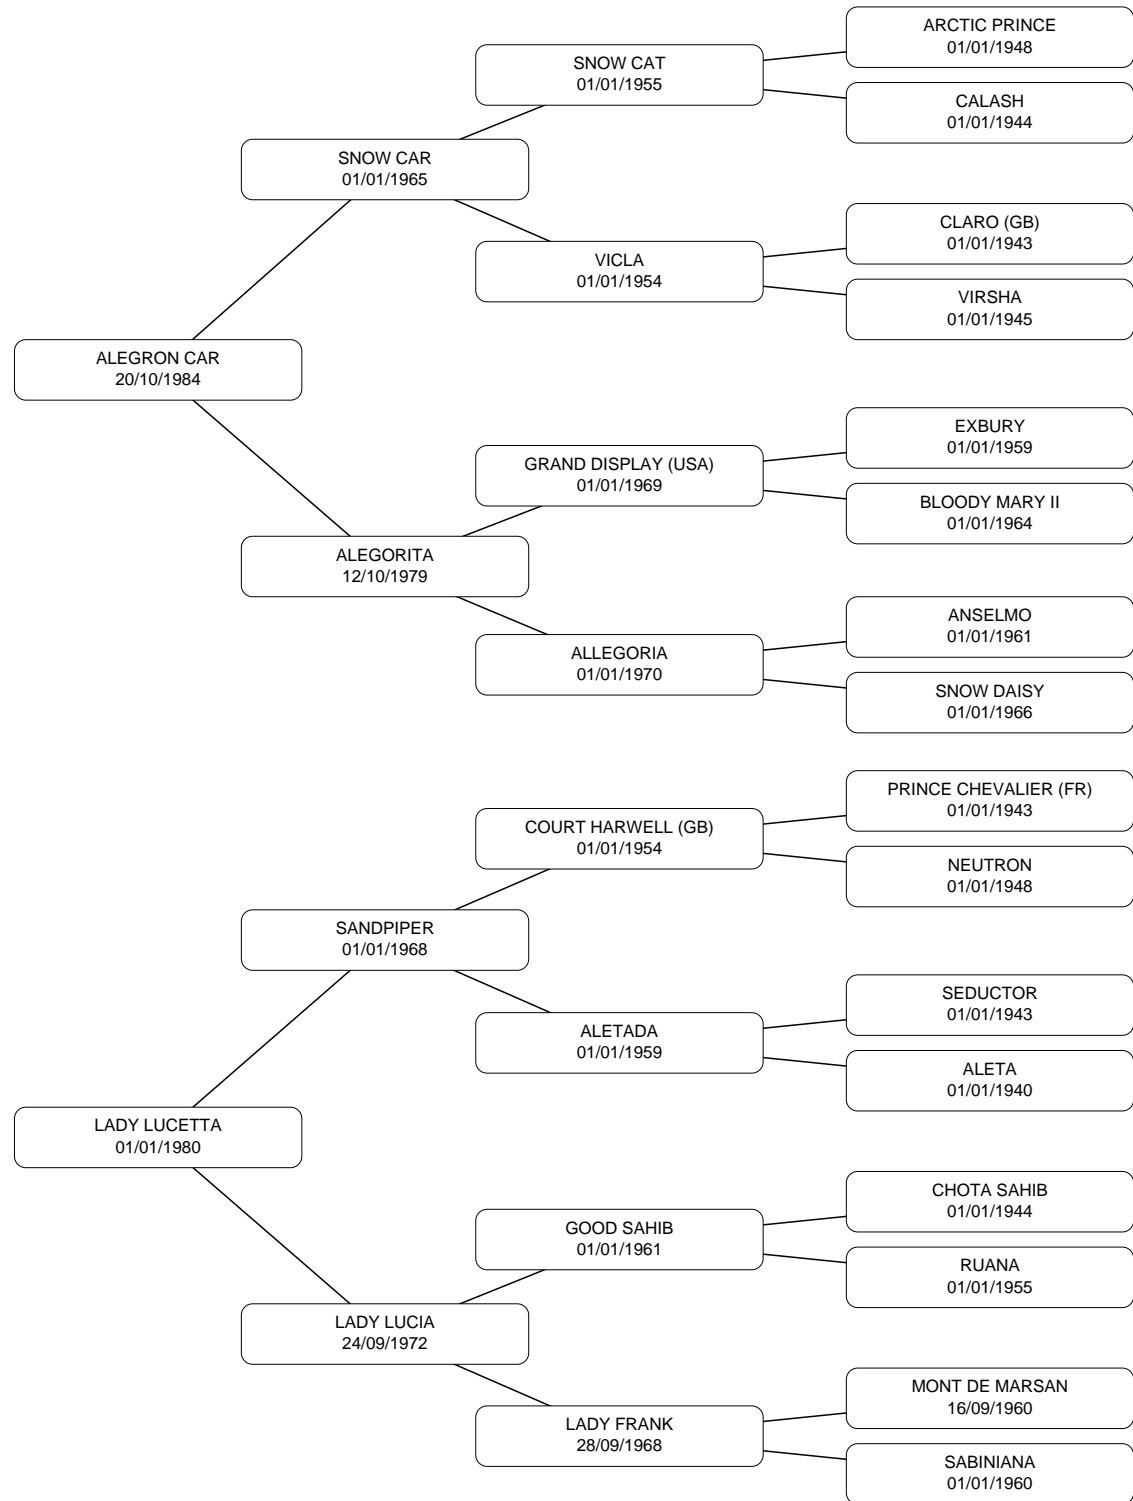 ARCTIC PRINCE
01/01/1948
SNOW CAT
01/01/1955
CALASH
01/01/1944
SNOW CAR
01/01/1965
CLARO (GB)
01/01/1943
VICLA
01/01/1954
VIRSHA
01/01/1945
ALEGRON CAR
20/10/1984
EXBURY
01/01/1959
GRAND DISPLAY (USA)
01/01/1969
BLOODY MARY II
01/01/1964
ALEGORITA
12/10/1979
ANSELMO
01/01/1961
ALLEGORIA
01/01/1970
SNOW DAISY
01/01/1966
PRINCE CHEVALIER (FR)
01/01/1943
COURT HARWELL (GB)
01/01/1954
NEUTRON
01/01/1948
SANDPIPER
01/01/1968
SEDUCTOR
01/01/1943
ALETADA
01/01/1959
ALETA
01/01/1940
LADY LUCETTA
01/01/1980
CHOTA SAHIB
01/01/1944
GOOD SAHIB
01/01/1961
RUANA
01/01/1955
LADY LUCIA
24/09/1972
MONT DE MARSAN
16/09/1960
LADY FRANK
28/09/1968
SABINIANA
01/01/1960